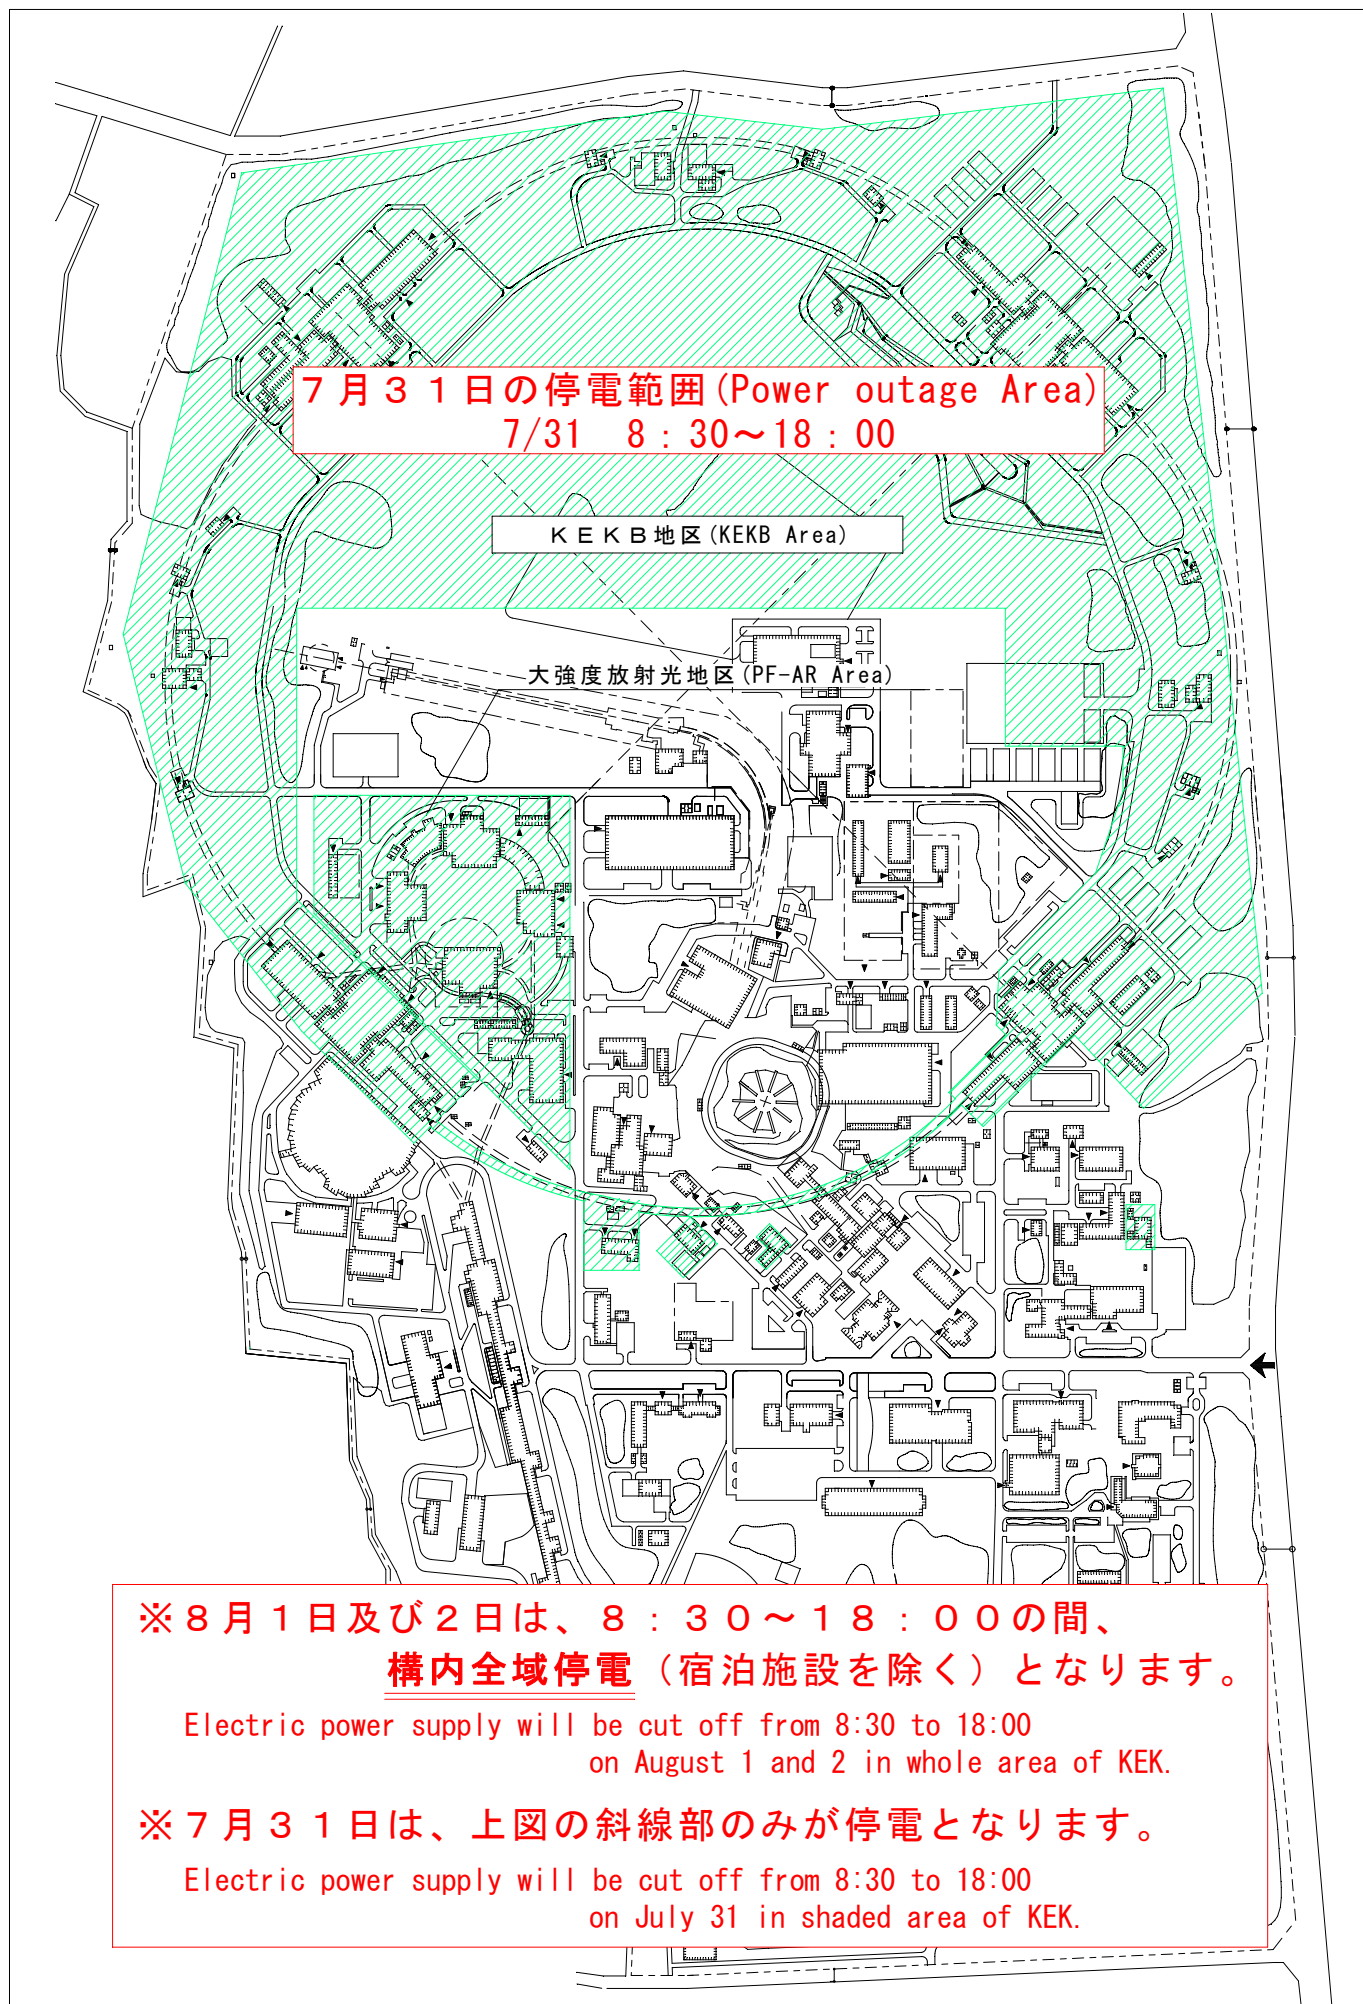 ７月３１日の停電範囲(Power outage Area)
7/31　８：30～18：00
ＫＥＫＢ地区(KEKB Area)
大強度放射光地区(PF-AR Area)
※８月１日及び２日は、８：３０～１８：００の間、
構内全域停電（宿泊施設を除く）となります。
Electric power supply will be cut off from 8:30 to 18:00
on August 1 and 2 in whole area of KEK.
※７月３１日は、上図の斜線部のみが停電となります。
Electric power supply will be cut off from 8:30 to 18:00
on July 31 in shaded area of KEK.